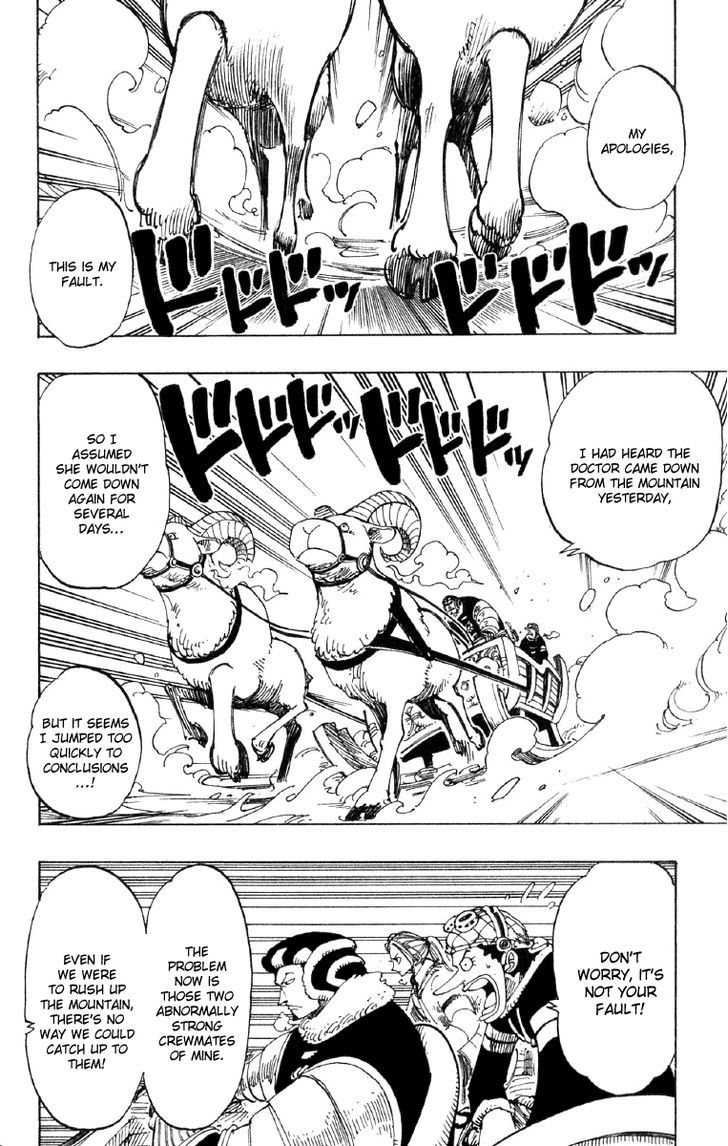 MY
APOLOGIES,
THIS IS MY
FAULT.
ドドドドッ
ドドドドッ
I HAD HEARD THE
DOCTOR CAME DOWN
FROM THE MOUNTAIN
YESTERDAY,
ドドドドッ
ドドドドッ
SO I
ASSUMED
SHE WOULDN'T
COME DOWN
AGAIN FOR
SEVERAL
DAYS...
BUT IT SEEMS
I JUMPED TOO
QUICKLY TO
CONCLUSIONS
...!
DON'T
WORRY, IT'S
NOT YOUR
FAULT!
THE
PROBLEM
NOW IS
THOSE TWO
ABNORMALLY
STRONG
CREWMATES
OF MINE.
EVEN IF
WE WERE
TO RUSH UP
THE
MOUNTAIN,
THERE'S NO
WAY WE COULD
CATCH UP TO
THEM!